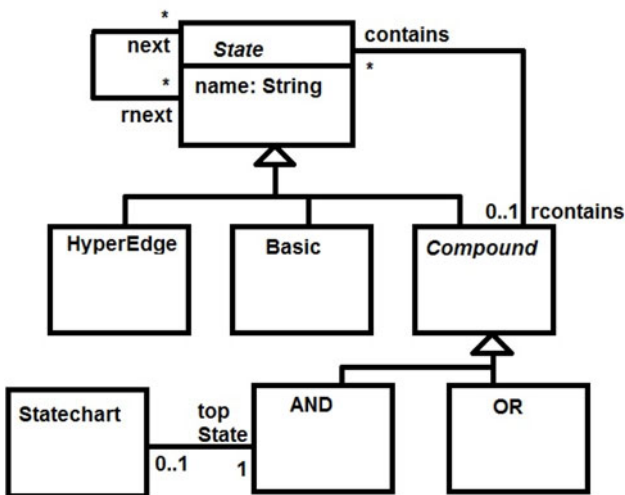 *
next
State
contains
*
name: String
*
rnext
0..1 rcontains
HyperEdge
Basic
Compound
Statechart
top
State
AND
OR
0..1
1